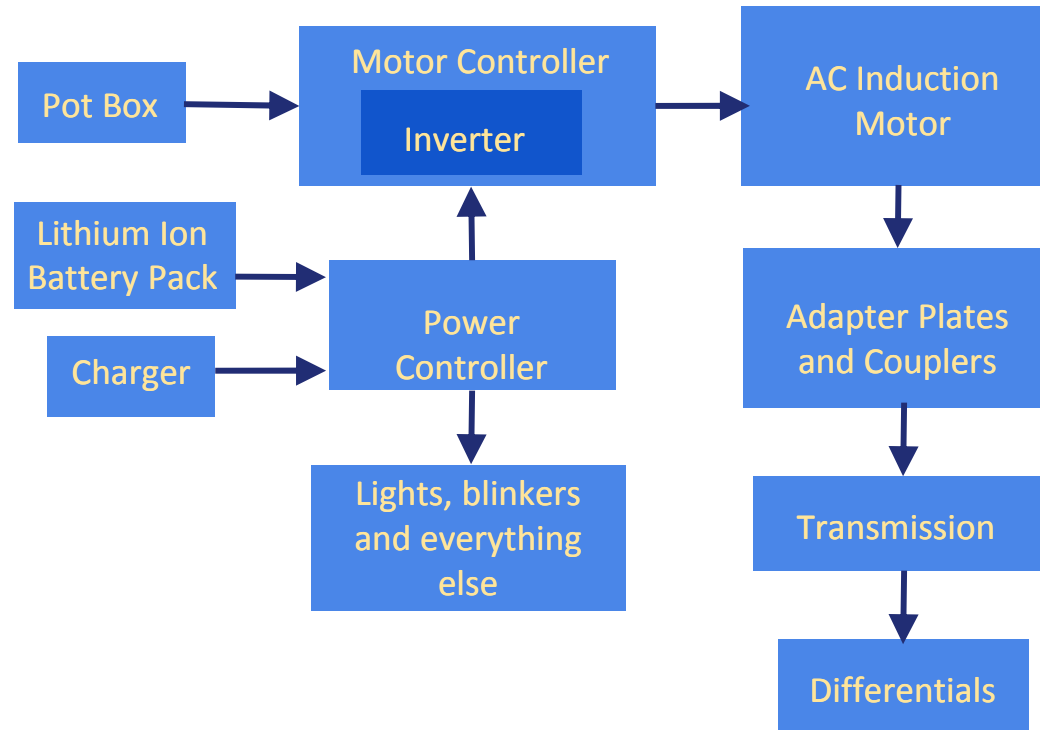 Pot Box
Motor Controller
Inverter
AC Induction
Motor
Lithium Ion
Battery Pack
Charger
Power
Controller
Lights, blinkers
and everything
else
Adapter Plates
and Couplers
Transmission
Differentials